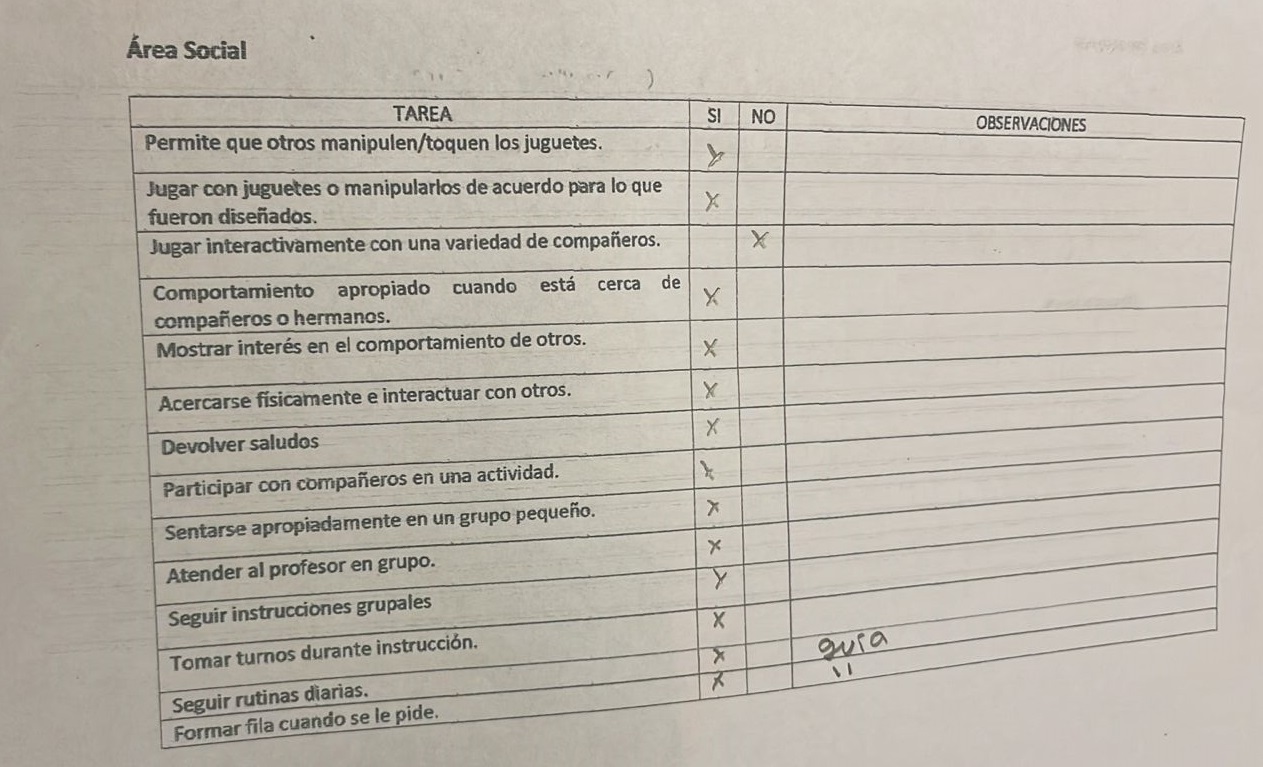 Área Social
TAREA SI NO OBSERVACIONES
Permite que otros manipulen/toquen los juguetes. X
Jugar con juguetes o manipularlos de acuerdo para lo que X
fueron diseñados.
Jugar interactivamente con una variedad de compañeros. X
Comportamiento apropiado cuando está cerca de X
compañeros o hermanos.
Mostrar interés en el comportamiento de otros. X
Acercarse físicamente e interactuar con otros. X
Devolver saludos X
Participar con compañeros en una actividad. X
Sentarse apropiadamente en un grupo pequeño. X
Atender al profesor en grupo. X
Seguir instrucciones grupales X
Tomar turnos durante instrucción. X
Seguir rutinas diarias. X guía
Formar fila cuando se le pide. X "